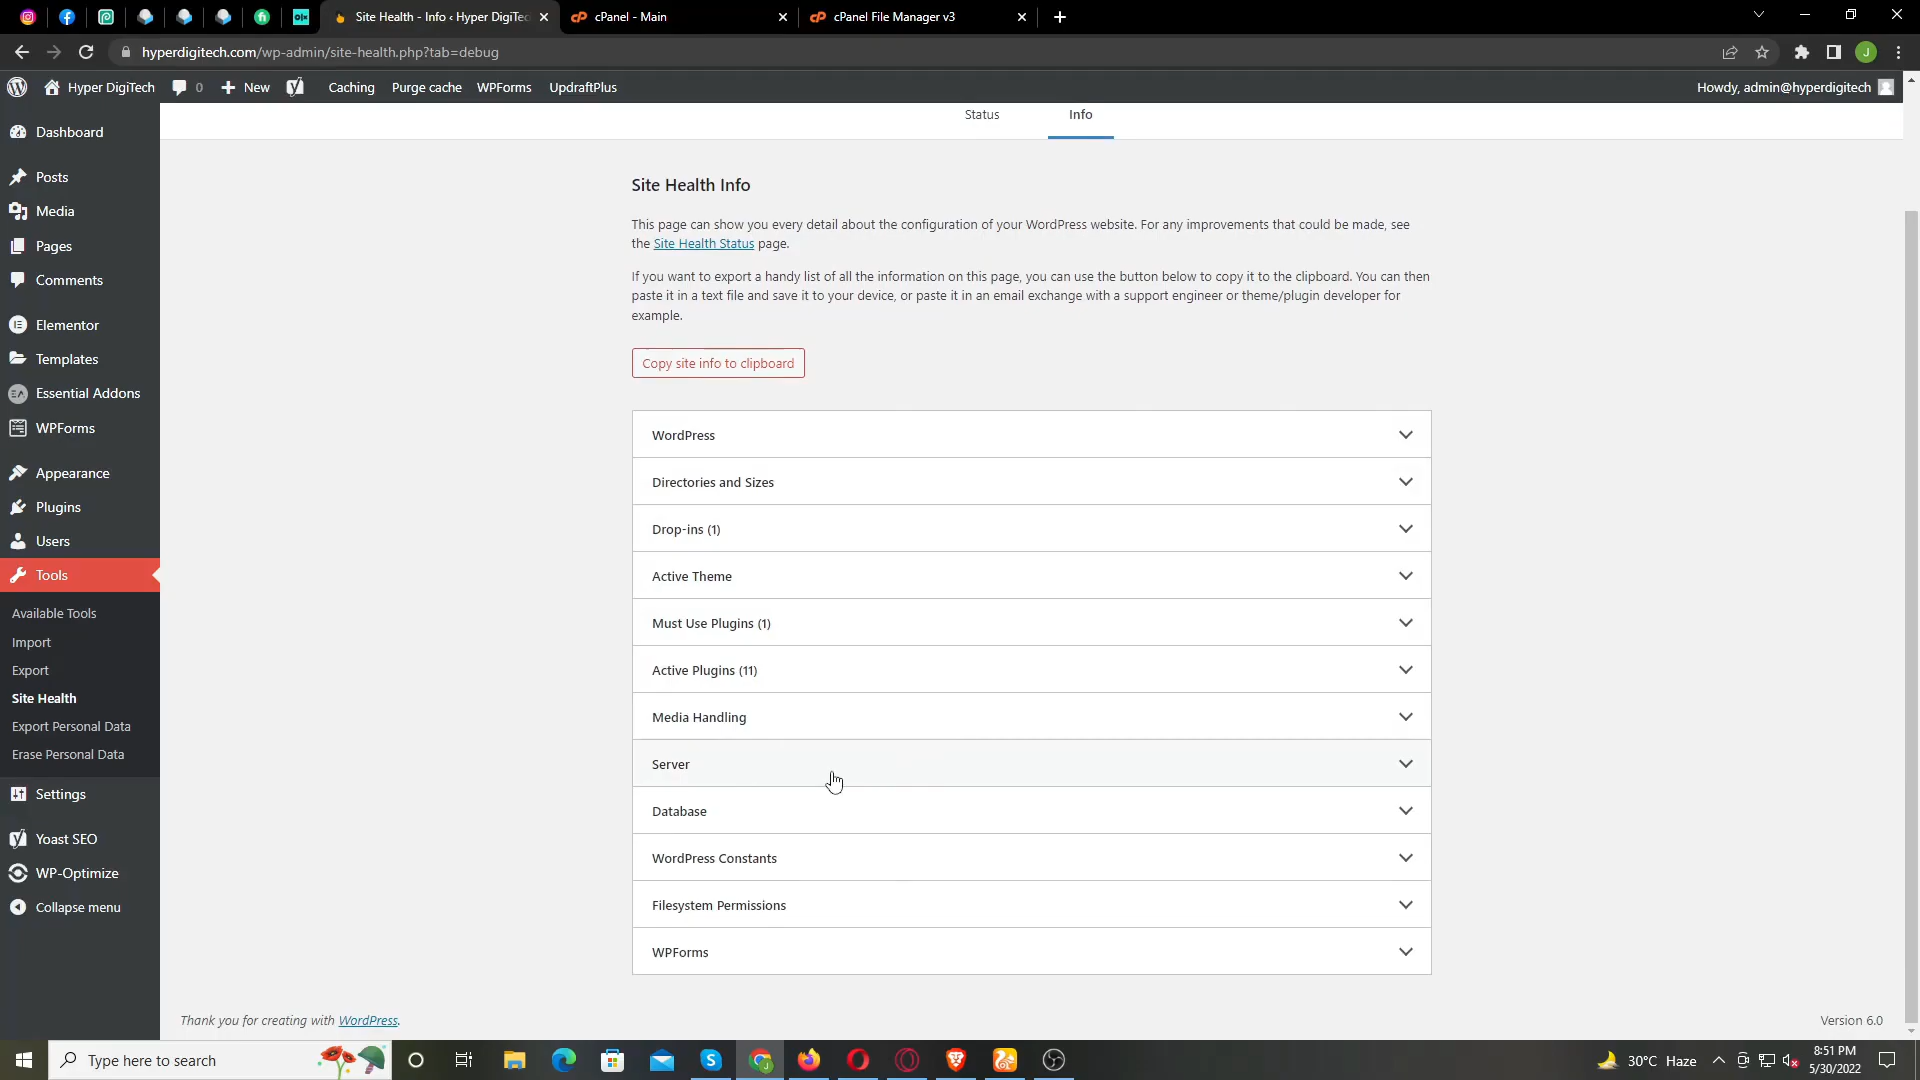 Site Health - Info ‹ Hyper DigiTec
cPanel - Main
cPanel File Manager v3
hyperdigitech.com/wp-admin/site-health.php?tab=debug
J
Hyper DigiTech
0
New
Caching
Purge cache
WPForms
UpdraftPlus
Howdy, admin@hyperdigitech
Dashboard
Posts
Media
Pages
Comments
Elementor
Templates
Essential Addons
WPForms
Appearance
Plugins
Users
Tools
Available Tools
Import
Export
Site Health
Export Personal Data
Erase Personal Data
Settings
Yoast SEO
WP-Optimize
Collapse menu
Status
Info
Site Health Info
This page can show you every detail about the configuration of your WordPress website. For any improvements that could be made, see
the Site Health Status page.
If you want to export a handy list of all the information on this page, you can use the button below to copy it to the clipboard. You can then
paste it in a text file and save it to your device, or paste it in an email exchange with a support engineer or theme/plugin developer for
example.
Copy site info to clipboard
WordPress
Directories and Sizes
Drop-ins (1)
Active Theme
Must Use Plugins (1)
Active Plugins (11)
Media Handling
Server
Database
WordPress Constants
Filesystem Permissions
WPForms
Thank you for creating with WordPress.
Version 6.0
Type here to search
30°C Haze
8:51 PM
5/30/2022